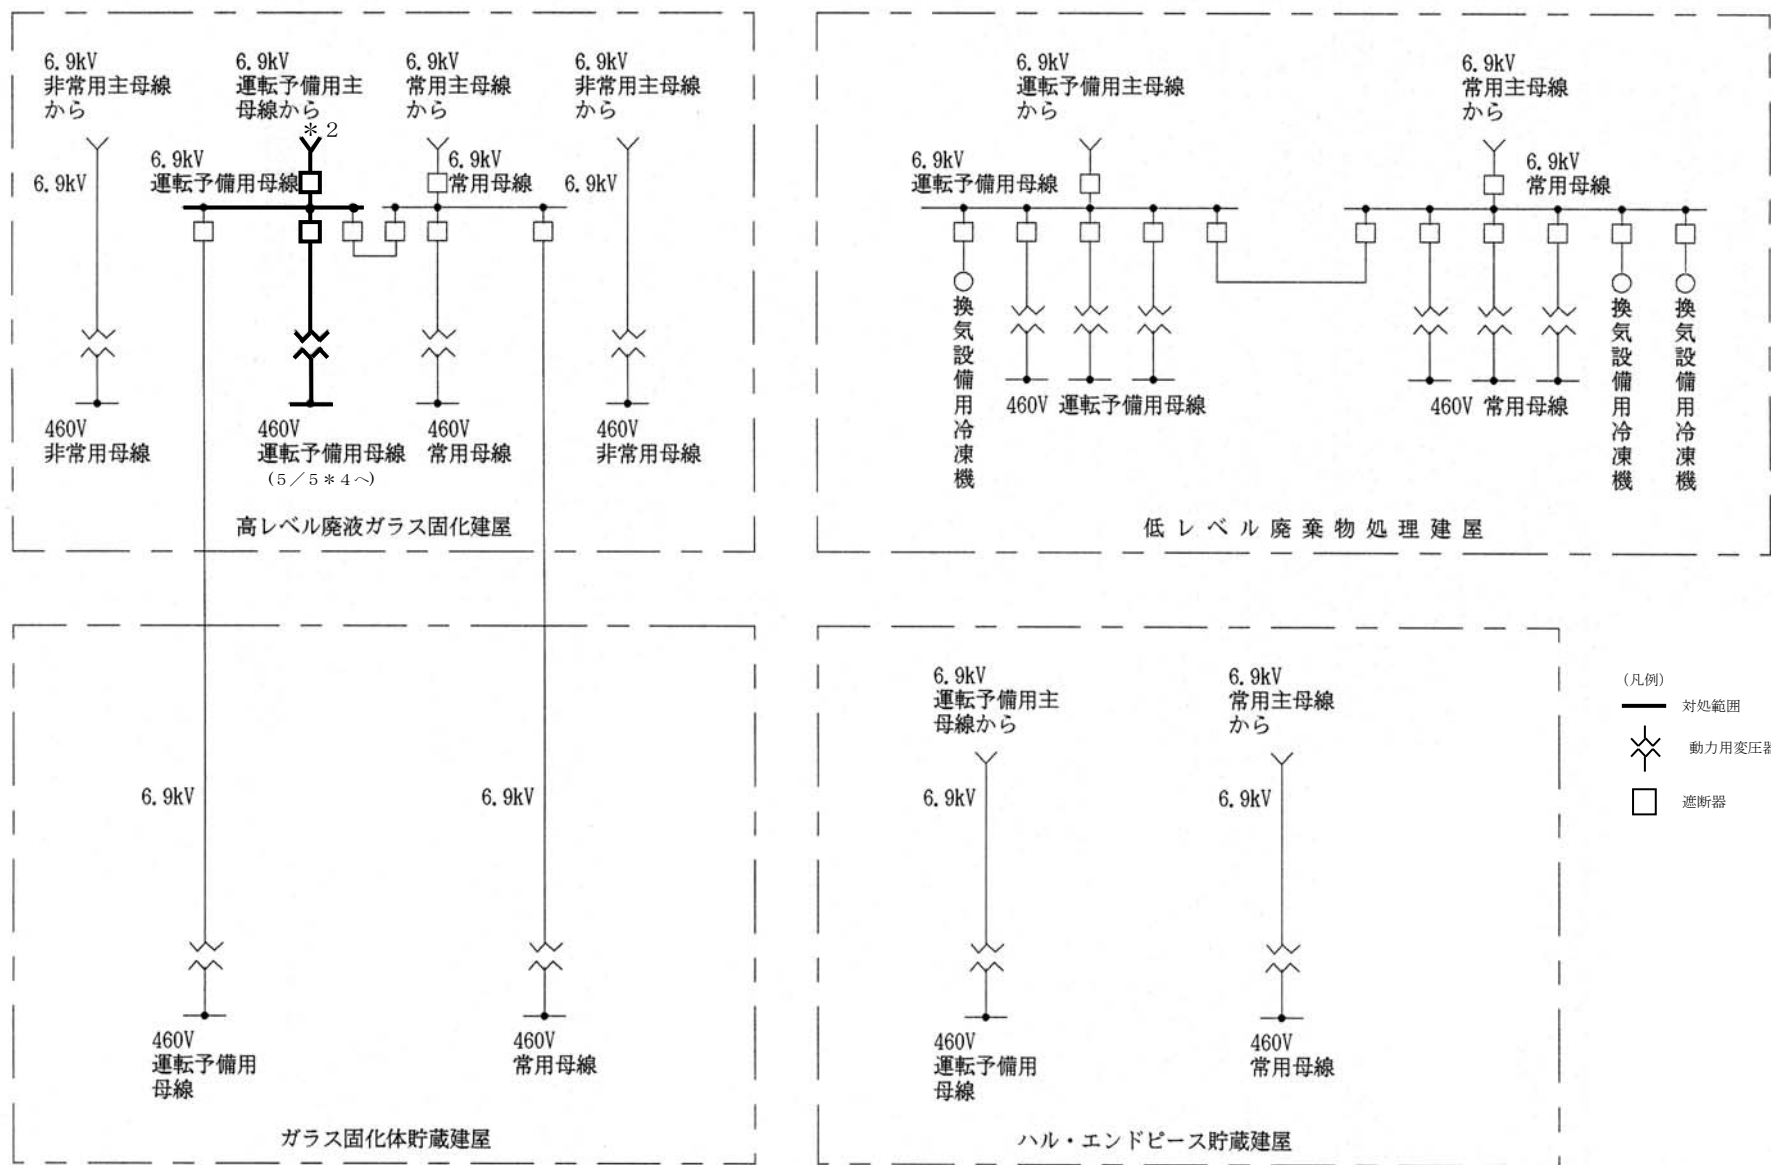 6.9kV
非常用主母線
から
6.9kV
運転予備用主
母線から
＊２
6.9kV
常用主母線
から
6.9kV
非常用主母線
から
6.9kV
6.9kV
運転予備用母線
6.9kV
常用母線
6.9kV
460V
非常用母線
460V
運転予備用母線
(５／５＊４へ)
460V
常用母線
460V
非常用母線
高レベル廃液ガラス固化建屋
6.9kV
運転予備用主母線
から
6.9kV
常用主母線
から
6.9kV
運転予備用母線
6.9kV
常用母線
換気設備用冷凍機
460V 運転予備用母線
460V 常用母線
換気設備用冷凍機
換気設備用冷凍機
低レベル廃棄物処理建屋
6.9kV
6.9kV
460V
運転予備用
母線
460V
常用母線
ガラス固化体貯蔵建屋
6.9kV
運転予備用主
母線から
6.9kV
常用主母線
から
6.9kV
6.9kV
460V
運転予備用
母線
460V
常用母線
ハル・エンドピース貯蔵建屋
(凡例)
対処範囲
動力用変圧器
遮断器